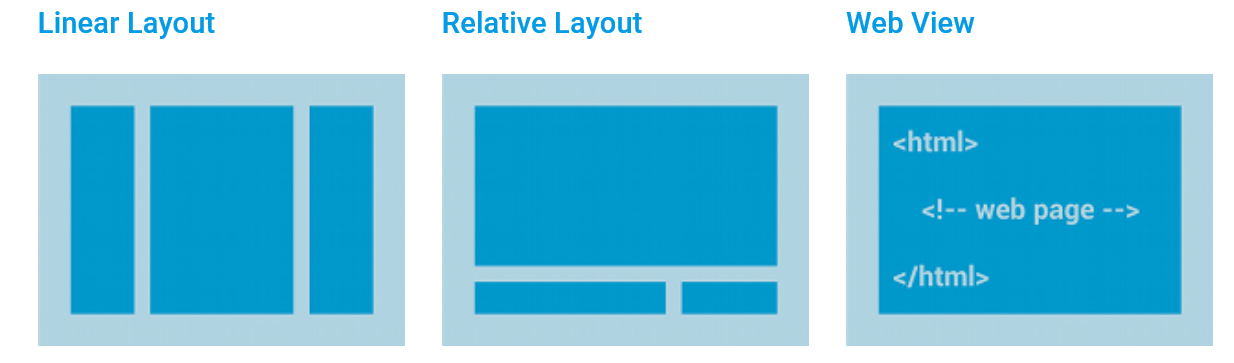 Linear Layout
Relative Layout
Web View
<html>
<!-- web page -->
</html>